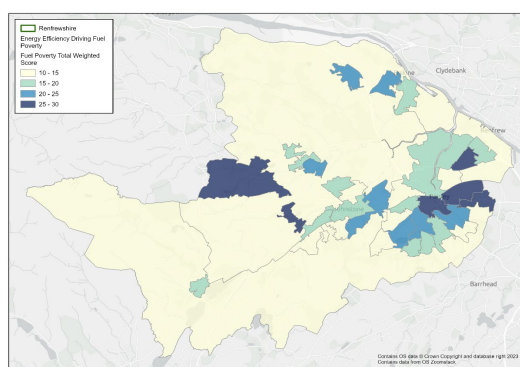 Renfrewshire
Energy Efficiency Driving Fuel
Poverty
Fuel Poverty Total Weighted
Score
10 - 15
15 - 20
20 - 25
25 - 30
Clydebank
Barrhead
Contains OS data © Crown Copyright and database right 2023
Contains data from OS Zoomstack